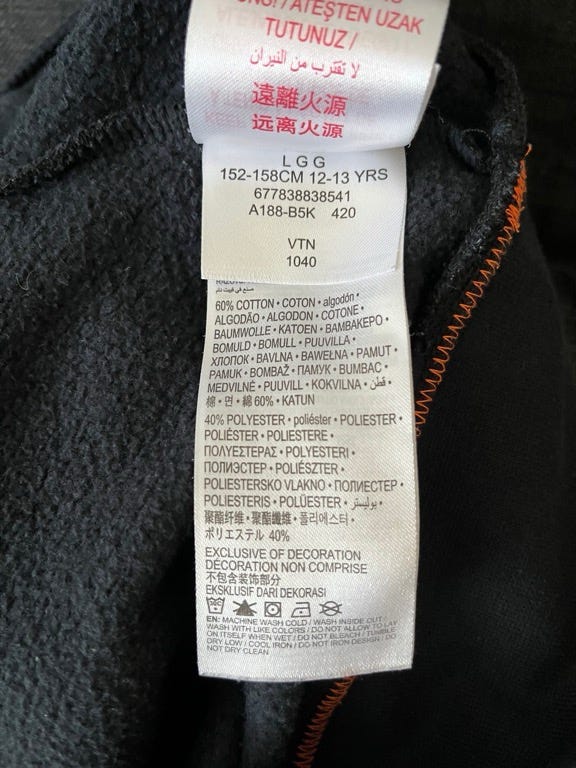 TUTUNUZ /
لا تقترب من النيران
遠離火源
远离火源
LGG
152-158CM 12-13 YRS
677838838541
A188-B5K 420
VTN
1040
60% COTTON • COTON • algodón •
ALGODÃO • ALGODON • COTONE •
BAUMWOLLE • KATOEN • ΒΑΜΒΑΚΕΡΟ •
BOMULD • BOMULL • PUUVILLA •
ХЛОПОК • BAVLNA • BAWEŁNA • PAMUT •
PAMUK • BOMBAŽ • ПАМУК • BUMBAC •
MEDVILNĖ • PUUVILL • KOKVILNA • قطن •
棉 • 면 • 綿 60% • KATUN
40% POLYESTER • poliéster • POLIESTER •
POLIÉSTER • POLIESTERE •
ΠΟΛΥΕΣΤΕΡΑΣ • POLYESTERI •
ПОЛИЭСТЕР • POLIÉSZTER •
POLIESTERSKO VLAKNO • ПОЛИЕСТЕР •
POLIESTERIS • POLÜESTER • بوليستر •
聚酯纤维 • 聚酯纖維 • 폴리에스터 •
ポリエステル 40%
EXCLUSIVE OF DECORATION
DÉCORATION NON COMPRISE
不包含装饰部分
EKSKLUSIF DARI DEKORASI
EN: MACHINE WASH COLD / WASH INSIDE OUT /
WASH WITH LIKE COLORS / DO NOT ALLOW TO LAY
ON ITSELF WHEN WET / DO NOT BLEACH / TUMBLE
DRY LOW / COOL IRON / DO NOT IRON DESIGN / DO
NOT DRY CLEAN